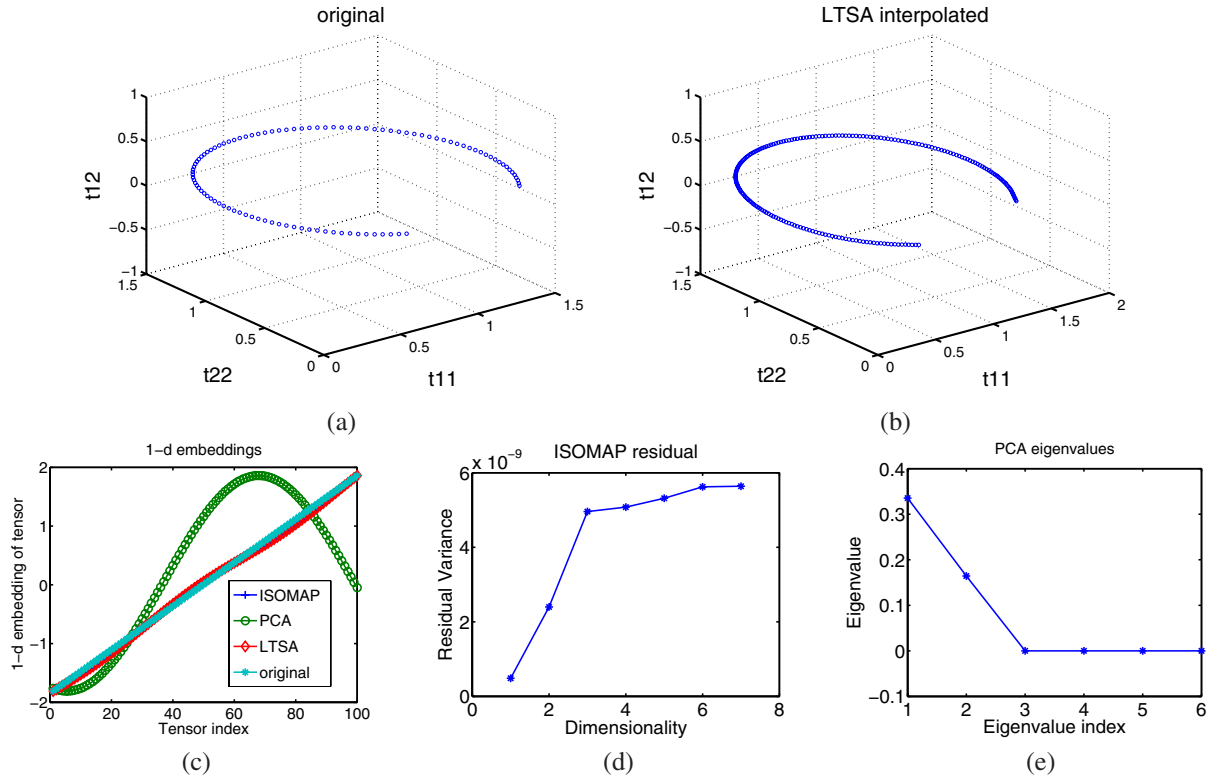 original
LTSA interpolated
1
0.5
0
−0.5
−1
t12
1.5
1
0.5
0
t22
0
0.5
1
1.5
t11
1
0.5
0
−0.5
−1
t12
1.5
1
0.5
0
t22
0
0.5
1
1.5
2
t11
(a)
(b)
1−d embeddings
2
1
0
−1
−2
1−d embedding of tensor
ISOMAP
PCA
LTSA
original
0 20 40 60 80 100
Tensor index
(c)
ISOMAP residual
x 10^−9
6
4
2
0
Residual Variance
0 2 4 6 8
Dimensionality
(d)
PCA eigenvalues
0.4
0.3
0.2
0.1
0
−0.1
Eigenvalue
1 2 3 4 5 6
Eigenvalue index
(e)